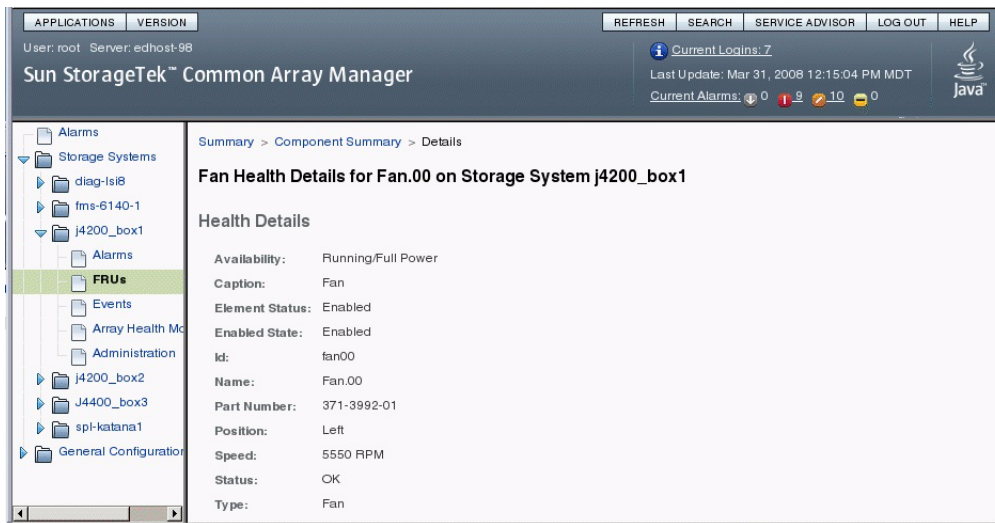 APPLICATIONS VERSION
REFRESH SEARCH SERVICE ADVISOR LOG OUT HELP
User: root Server: edhost-98
Current Logins: 7
Sun StorageTek™ Common Array Manager
Last Update: Mar 31, 2008 12:15:04 PM MDT
Current Alarms: 0 9 10 0
Java™
Alarms
Storage Systems
diag-lsi8
fms-6140-1
j4200_box1
Alarms
FRUs
Events
Array Health Mo
Administration
j4200_box2
J4400_box3
spl-katana1
General Configuration
Summary > Component Summary > Details
Fan Health Details for Fan.00 on Storage System j4200_box1
Health Details
Availability: Running/Full Power
Caption: Fan
Element Status: Enabled
Enabled State: Enabled
Id: fan00
Name: Fan.00
Part Number: 371-3992-01
Position: Left
Speed: 5550 RPM
Status: OK
Type: Fan